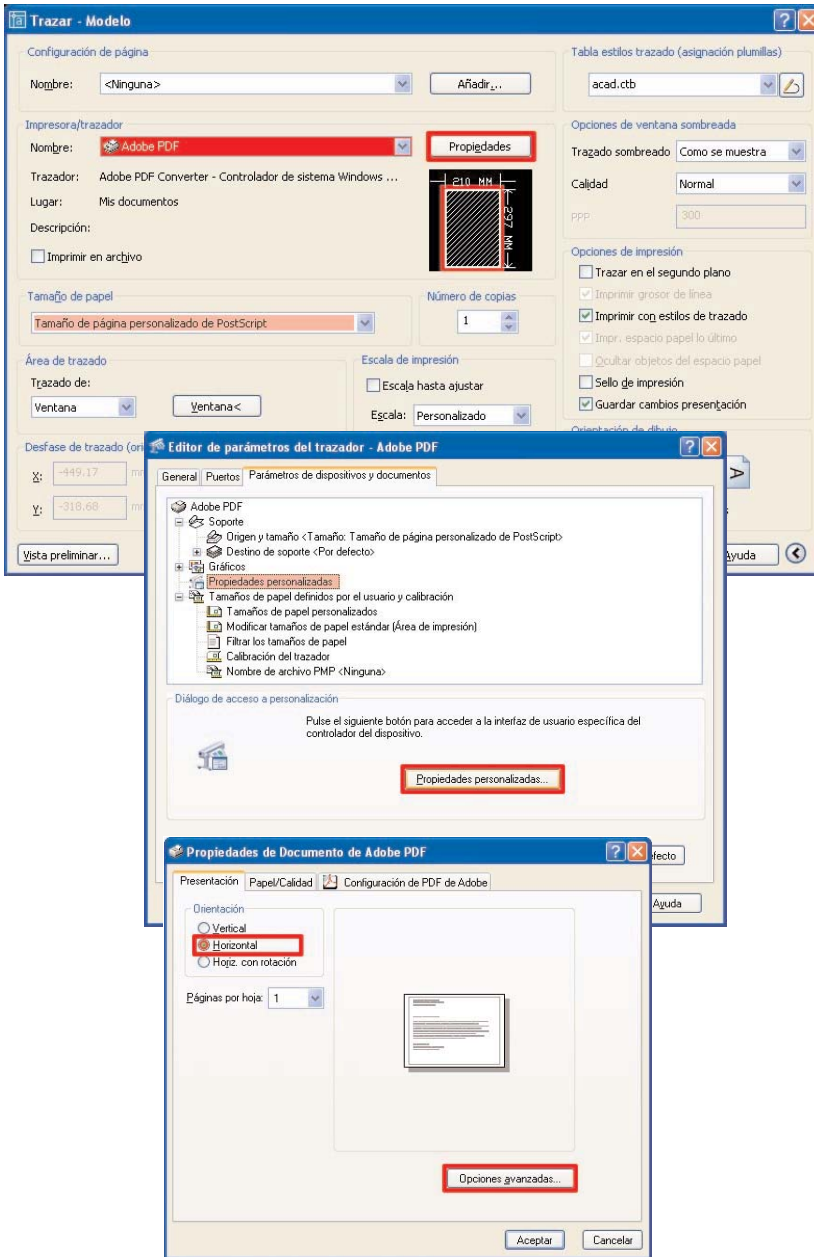 Trazar - Modelo
Configuración de página
Nombre: <Ninguna> Añadir...
Tabla estilos trazado (asignación plumillas)
acad.ctb
Impresora/trazador
Nombre: Adobe PDF Propiedades
Trazador: Adobe PDF Converter - Controlador de sistema Windows ...
Lugar: Mis documentos
Descripción:
Imprimir en archivo
210 MM
297 MM
Opciones de ventana sombreada
Trazado sombreado Como se muestra
Calidad Normal
PPP 300
Tamaño de papel
Tamaño de página personalizado de PostScript
Número de copias
1
Opciones de impresión
Trazar en el segundo plano
Imprimir grosor de línea
Imprimir con estilos de trazado
Impr. espacio papel lo último
Ocultar objetos del espacio papel
Sello de impresión
Guardar cambios presentación
Área de trazado
Trazado de:
Ventana Ventana<
Escala de impresión
Escala hasta ajustar
Escala: Personalizado
Orientación de dibujo
A
Desfase de trazado (ori
X: -449.17
Y: -318.68
Vista preliminar...
Ayuda
Editor de parámetros del trazador - Adobe PDF
General Puertos Parámetros de dispositivos y documentos
Adobe PDF
Soporte
Origen y tamaño <Tamaño: Tamaño de página personalizado de PostScript>
Destino de soporte <Por defecto>
Gráficos
Propiedades personalizadas
Tamaños de papel definidos por el usuario y calibración
Tamaños de papel personalizados
Modificar tamaños de papel estándar (Área de impresión)
Filtrar los tamaños de papel
Calibración del trazador
Nombre de archivo PMP <Ninguna>
Diálogo de acceso a personalización
Pulse el siguiente botón para acceder a la interfaz de usuario específica del
controlador del dispositivo.
Propiedades personalizadas...
efecto
Ayuda
Propiedades de Documento de Adobe PDF
Presentación Papel/Calidad Configuración de PDF de Adobe
Orientación
Vertical
Horizontal
Horiz. con rotación
Páginas por hoja: 1
Opciones avanzadas...
Aceptar Cancelar